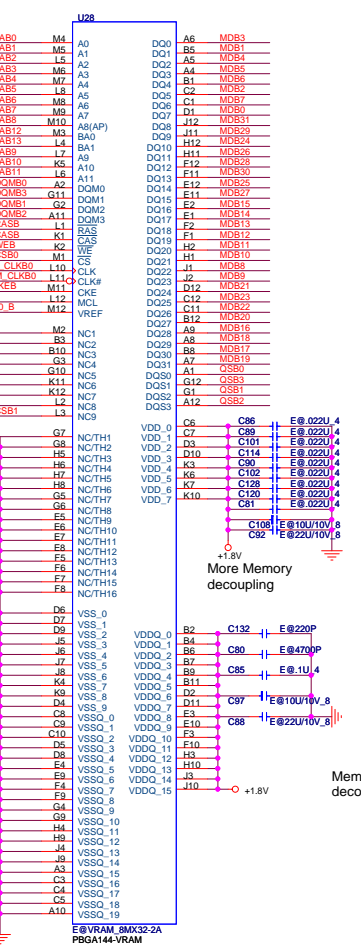 U28
AB0 M4 A0 DQ0 A6 MDB3
AB1 M5 A1 DQ1 B5 MDB1
AB2 L5 A2 DQ2 A5 MDB4
AB3 M6 A3 DQ3 A4 MDB5
AB4 M7 A4 DQ4 B1 MDB6
AB5 L8 A5 DQ5 C2 MDB2
AB6 M8 A6 DQ6 C1 MDB7
AB7 M9 A7 DQ7 D1 MDB0
AB8 M10 A8(AP) DQ8 J12 MDB31
AB12 M3 BA0 DQ9 J11 MDB29
AB13 L4 BA1 DQ10 H12 MDB24
AB9 L7 A9 DQ11 H11 MDB26
AB10 K5 A10 DQ12 F12 MDB28
AB11 L6 A11 DQ13 F11 MDB30
QMB0 A2 DQM0 DQ14 E12 MDB25
QMB3 G11 DQM1 DQ15 E11 MDB27
QMB1 G2 DQM2 DQ16 E2 MDB15
QMB2 A11 DQM3 DQ17 E1 MDB14
ASB L1 RAS DQ18 F2 MDB13
ASB K1 CAS DQ19 F1 MDB12
EB K2 WE DQ20 H2 MDB11
SB0 M1 CS DQ21 H1 MDB10
CLKB0 L10 CLK DQ22 J1 MDB8
CLKB0 L11 CLK# DQ23 J2 MDB9
KEB M11 CKE DQ24 D12 MDB21
L12 MCL DQ25 C12 MDB23
_B M12 VREF DQ26 C11 MDB22
DQ27 B12 MDB20
M2 NC1 DQ28 A9 MDB16
B3 NC2 DQ29 A8 MDB18
B10 NC3 DQ30 B8 MDB17
G3 NC4 DQ31 A7 MDB19
G10 NC5 DQS0 A1 QSB0
K11 NC6 DQS1 G12 QSB3
K12 NC7 DQS2 G1 QSB1
L2 NC8 DQS3 A12 QSB2
SB1 L3 NC9
VDD_0 C6 C86 E@.022U_4
G7 NC/TH1 VDD_1 C7 C89 E@.022U_4
G8 NC/TH2 VDD_2 D3 C101 E@.022U_4
H5 NC/TH3 VDD_3 D10 C114 E@.022U_4
H6 NC/TH4 VDD_4 K3 C90 E@.022U_4
H7 NC/TH5 VDD_5 K6 C102 E@.022U_4
H8 NC/TH6 VDD_6 K7 C128 E@.022U_4
G5 NC/TH7 VDD_7 K10 C120 E@.022U_4
G6 NC/TH8 C81 E@.022U_4
E5 NC/TH9
E6 NC/TH10 C108 E@10U/10V_8
E7 NC/TH11 C92 E@22U/10V_8
E8 NC/TH12
F5 NC/TH13 +1.8V
F6 NC/TH14 More Memory
F7 NC/TH15 decoupling
F8 NC/TH16
D6 VSS_0
D7 VSS_1
D9 VSS_2 VDDQ_0 B2 C132 E@220P
J5 VSS_3 VDDQ_1 B4
J6 VSS_4 VDDQ_2 B6 C80 E@4700P
J7 VSS_5 VDDQ_3 B7
J8 VSS_6 VDDQ_4 B9 C85 E@.1U_4
K4 VSS_7 VDDQ_5 B11
K9 VSS_8 VDDQ_6 D2
D4 VSS_9 VDDQ_7 D11 C97 E@10U/10V_8
C8 VSSQ_0 VDDQ_8 E3
C9 VSSQ_1 VDDQ_9 E10 C88 E@22U/10V_8
C10 VSSQ_2 VDDQ_10 F3
D5 VSSQ_3 VDDQ_11 F10
D8 VSSQ_4 VDDQ_12 H3
E4 VSSQ_5 VDDQ_13 H10
E9 VSSQ_6 VDDQ_14 J3 Mem
F4 VSSQ_7 VDDQ_15 J10 +1.8V deco
F9 VSSQ_8
G4 VSSQ_9
G9 VSSQ_10
H4 VSSQ_11
H9 VSSQ_12
J4 VSSQ_13
J9 VSSQ_14
A3 VSSQ_15
C3 VSSQ_16
C4 VSSQ_17
C5 VSSQ_18
A10 VSSQ_19
E@VRAM_8MX32-2A
PBGA144-VRAM